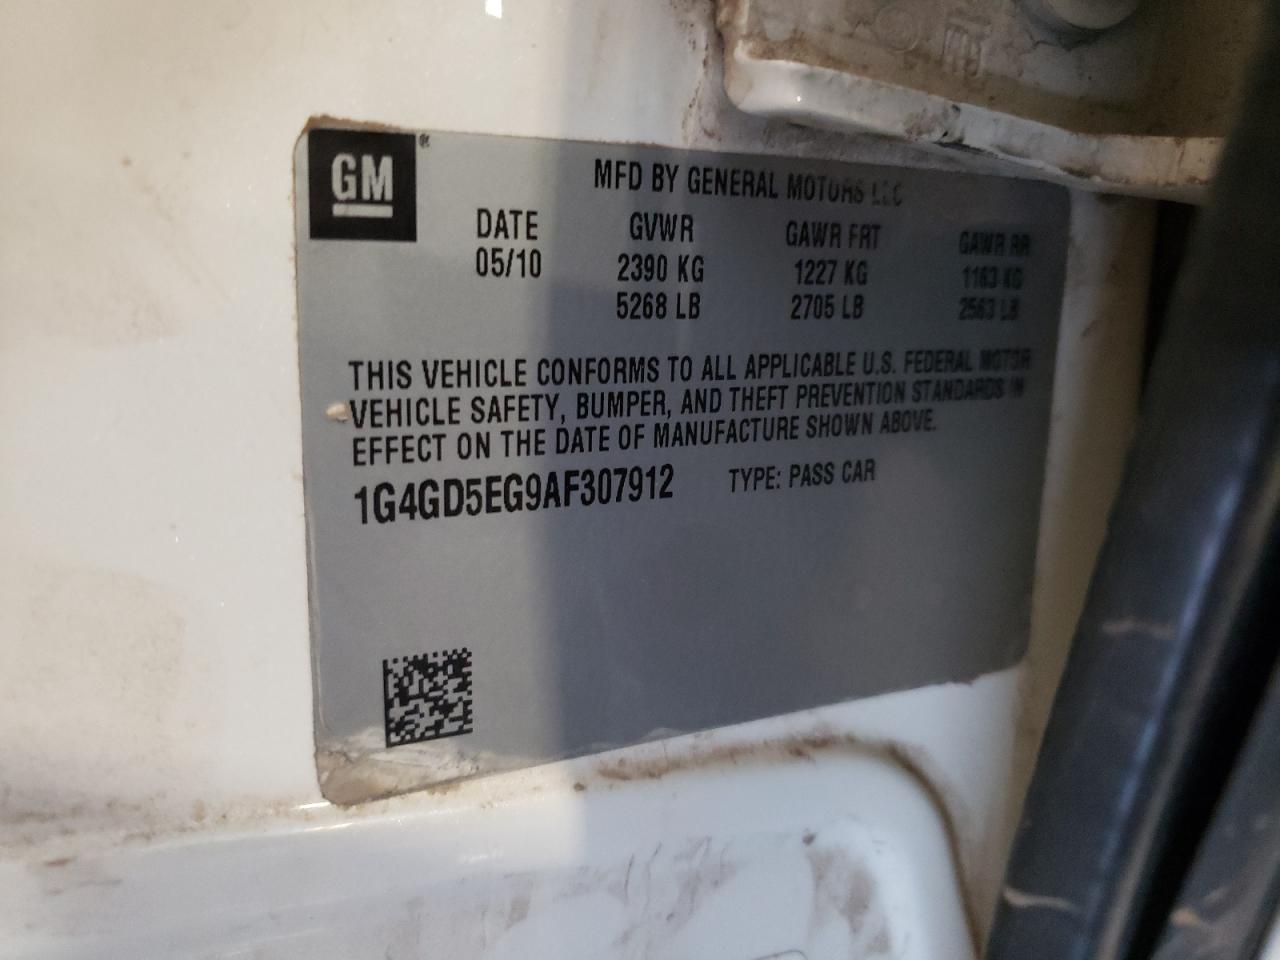 GM®
MFD BY GENERAL MOTORS LLC
DATE GVWR GAWR FRT GAWR RR
05/10 2390 KG 1227 KG 1163 KG
5268 LB 2705 LB 2563 LB
THIS VEHICLE CONFORMS TO ALL APPLICABLE U.S. FEDERAL MOTOR
VEHICLE SAFETY, BUMPER, AND THEFT PREVENTION STANDARDS IN
EFFECT ON THE DATE OF MANUFACTURE SHOWN ABOVE.
1G4GD5EG9AF307912 TYPE: PASS CAR